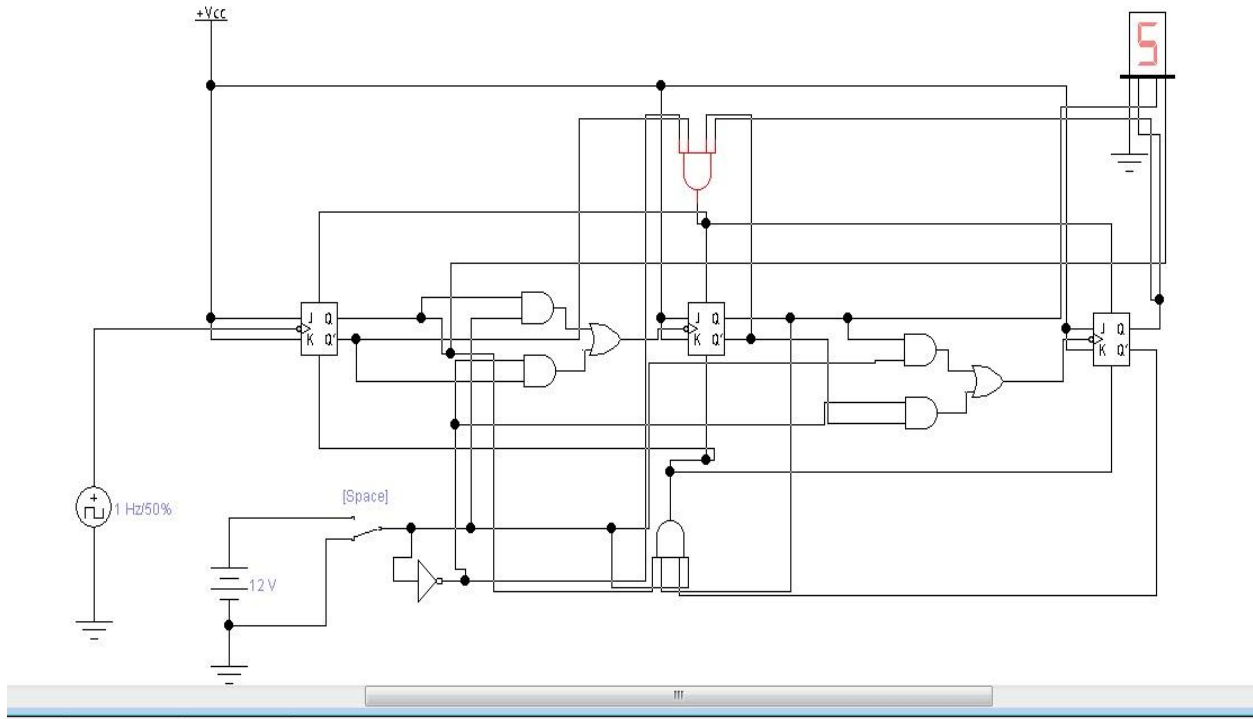 +Vcc
5
J Q
K Q'
J Q
K Q'
J Q
K Q'
[Space]
+
1 Hz/50%
12 V